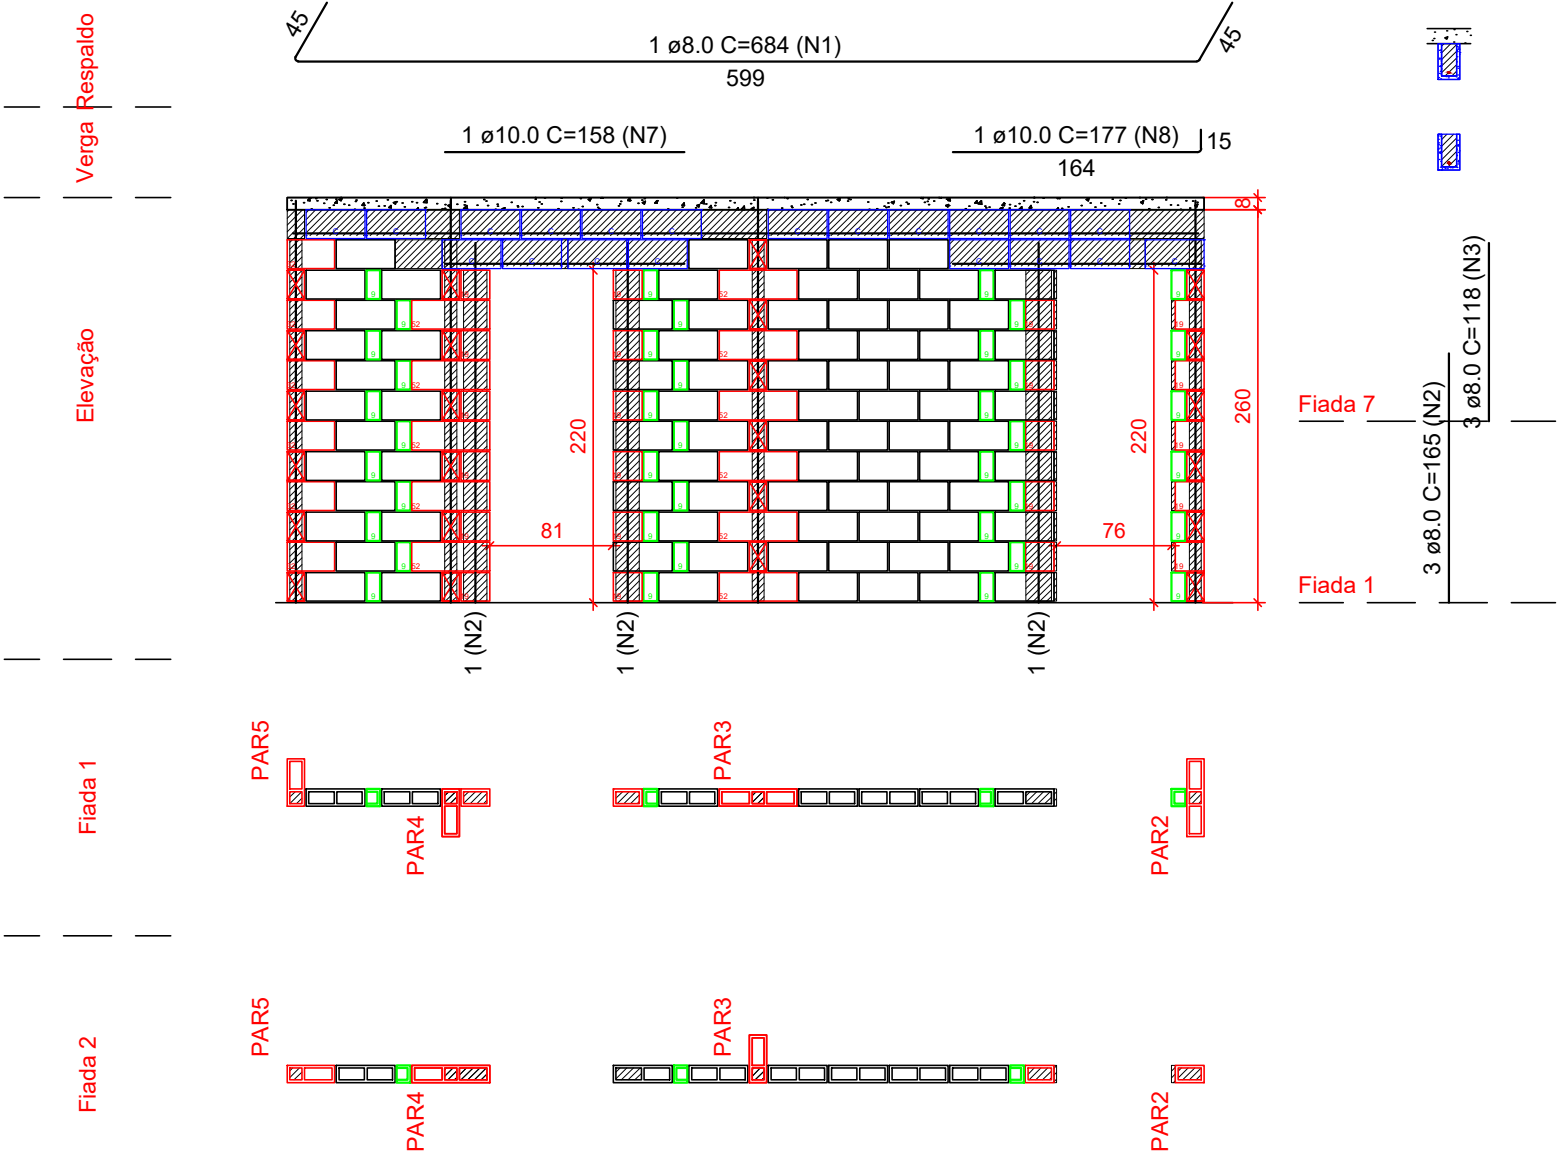 45
1 ø8.0 C=684 (N1)
45
599
Respaldo
Verga
1 ø10.0 C=158 (N7)
1 ø10.0 C=177 (N8)
15
164
8
Elevação
220
81
220
76
260
Fiada 7
Fiada 1
3 ø8.0 C=165 (N2)
3 ø8.0 C=118 (N3)
1 (N2)
1 (N2)
1 (N2)
Fiada 1
PAR5
PAR4
PAR3
PAR2
Fiada 2
PAR5
PAR4
PAR3
PAR2